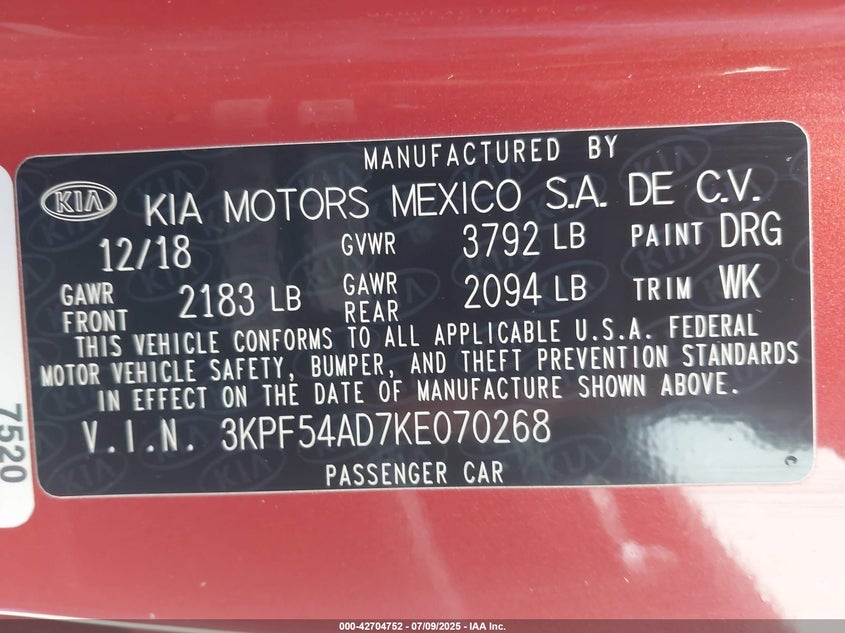 MANUFACTURED BY
KIA KIA MOTORS MEXICO S.A. DE C.V.
12/18 GVWR 3792 LB PAINT DRG
GAWR FRONT 2183 LB GAWR REAR 2094 LB TRIM WK
THIS VEHICLE CONFORMS TO ALL APPLICABLE U.S.A. FEDERAL
MOTOR VEHICLE SAFETY, BUMPER, AND THEFT PREVENTION STANDARDS
IN EFFECT ON THE DATE OF MANUFACTURE SHOWN ABOVE.
V.I.N. 3KPF54AD7KE070268
PASSENGER CAR
7520
000-42704752 | 07/09/2025 - IAA Inc.